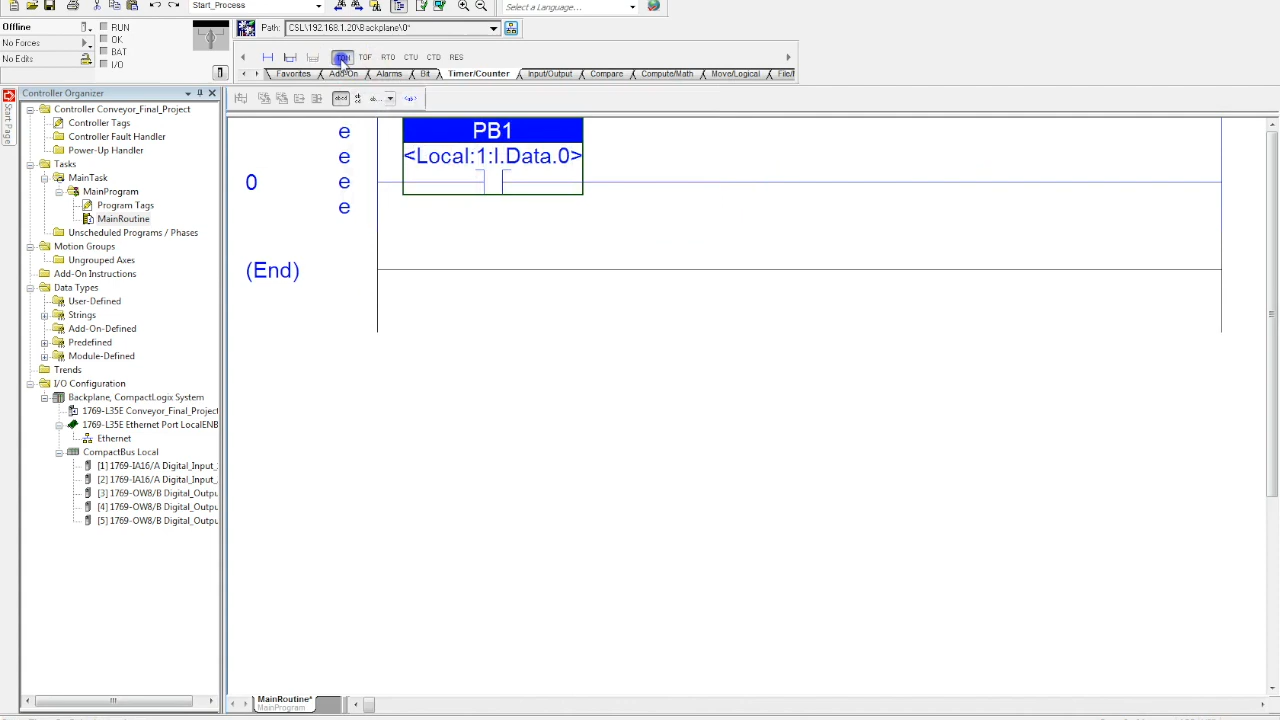 Start_Process
Select a Language...
Offline
RUN
Path: CSL\192.168.1.20\Backplane\0*
No Forces
OK
No Edits
BAT
I/O
TON TOF RTO CTU CTD RES
Favorites Add-On Alarms Bit Timer/Counter Input/Output Compare Compute/Math Move/Logical
Start Page
Controller Organizer
Controller Conveyor_Final_Project
Controller Tags
Controller Fault Handler
Power-Up Handler
Tasks
MainTask
MainProgram
Program Tags
MainRoutine
Unscheduled Programs / Phases
Motion Groups
Ungrouped Axes
Add-On Instructions
Data Types
User-Defined
Strings
Add-On-Defined
Predefined
Module-Defined
Trends
I/O Configuration
Backplane, CompactLogix System
1769-L35E Conveyor_Final_Project
1769-L35E Ethernet Port LocalENB
Ethernet
CompactBus Local
[1] 1769-IA16/A Digital_Input_
[2] 1769-IA16/A Digital_Input_
[3] 1769-OW8/B Digital_Outpu
[4] 1769-OW8/B Digital_Outpu
[5] 1769-OW8/B Digital_Outpu
e PB1
e <Local:1:I.Data.0>
0 e
e
(End)
MainRoutine*
MainProgram